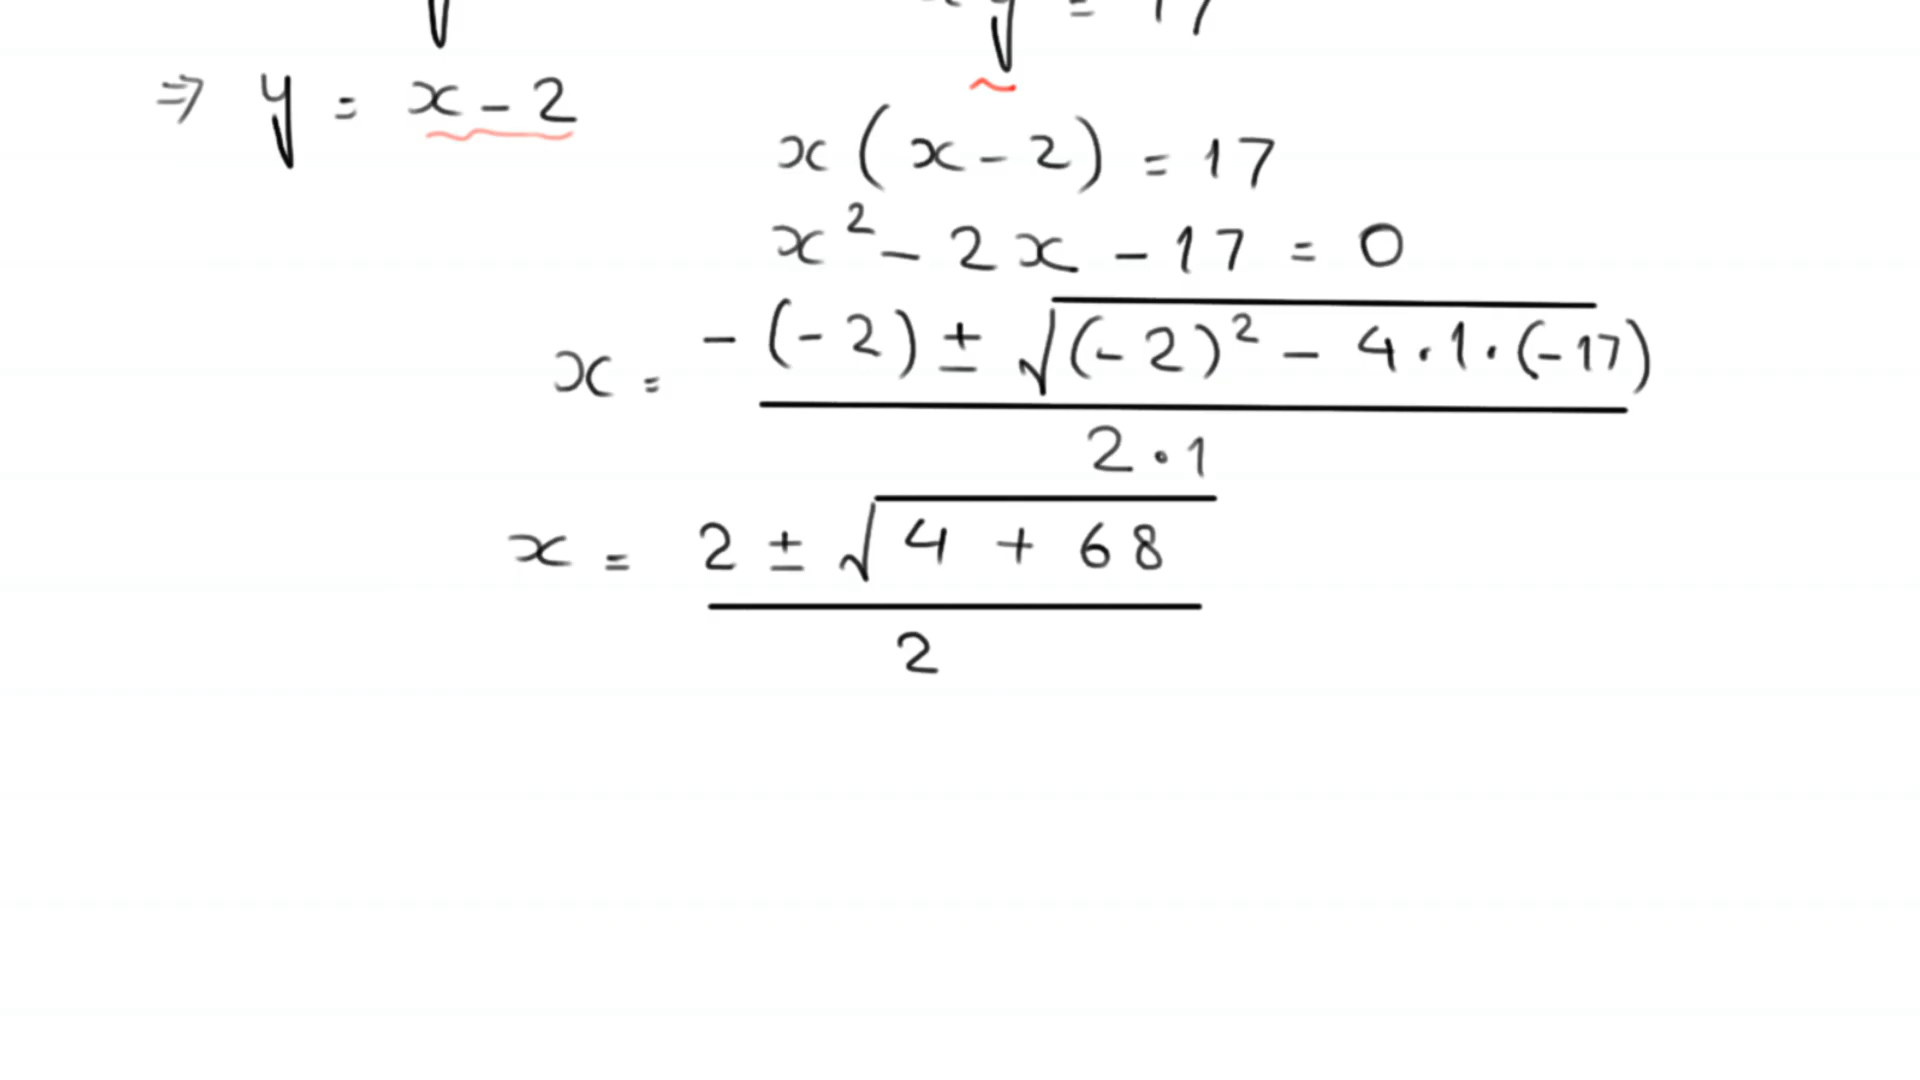 y = 17
⇒ y = x - 2
x(x - 2) = 17
x² - 2x - 17 = 0
x = -(-2) ± √(-2)² - 4·1·(-17)
2·1
x = 2 ± √4 + 68
2